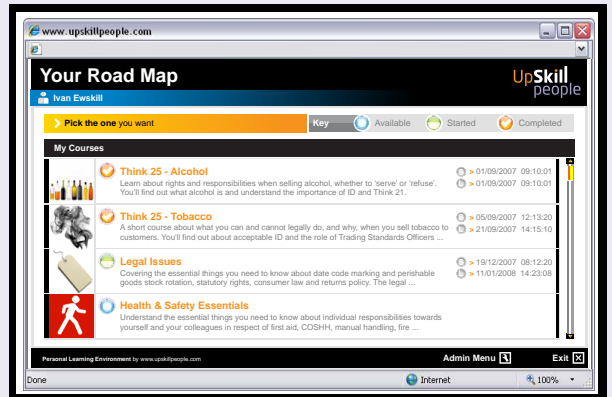 www.upskillpeople.com
Your Road Map
UpSkill
people
Ivan Ewskill
Pick the one you want
Key Available Started Completed
My Courses
Think 25 - Alcohol
> 01/09/2007 09:10:01
Learn about rights and responsibilities when selling alcohol, whether to 'serve' or 'refuse'.
> 01/09/2007 09:10:01
You'll find out what alcohol is and understand the importance of ID and Think 21.
Think 25 - Tobacco
> 05/09/2007 12:13:20
A short course about what you can and cannot legally do, and why, when you sell tobacco to
> 21/09/2007 14:15:10
customers. You'll find out about acceptable ID and the role of Trading Standards Officers ...
Legal Issues
> 19/12/2007 08:12:20
Covering the essential things you need to know about date code marking and perishable
> 11/01/2008 14:23:08
goods stock rotation, statutory rights, consumer law and returns policy. The legal ...
Health & Safety Essentials
Understand the essential things you need to know about individual responsibilities towards
yourself and your colleagues in respect of first aid, COSHH, manual handling, fire ...
Personal Learning Environment by www.upskillpeople.com
Admin Menu
Exit
Done
Internet
100%